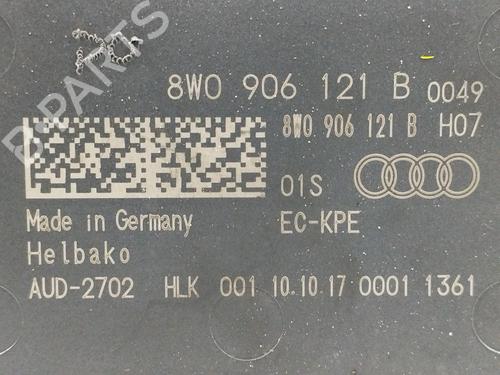 B-PARTS
8W0 906 121 B 0049
8W0 906 121 B H07
01S
Made in Germany
EC-KPE
Helbako
AUD-2702 HLK 001 10.10.17 0001 1361